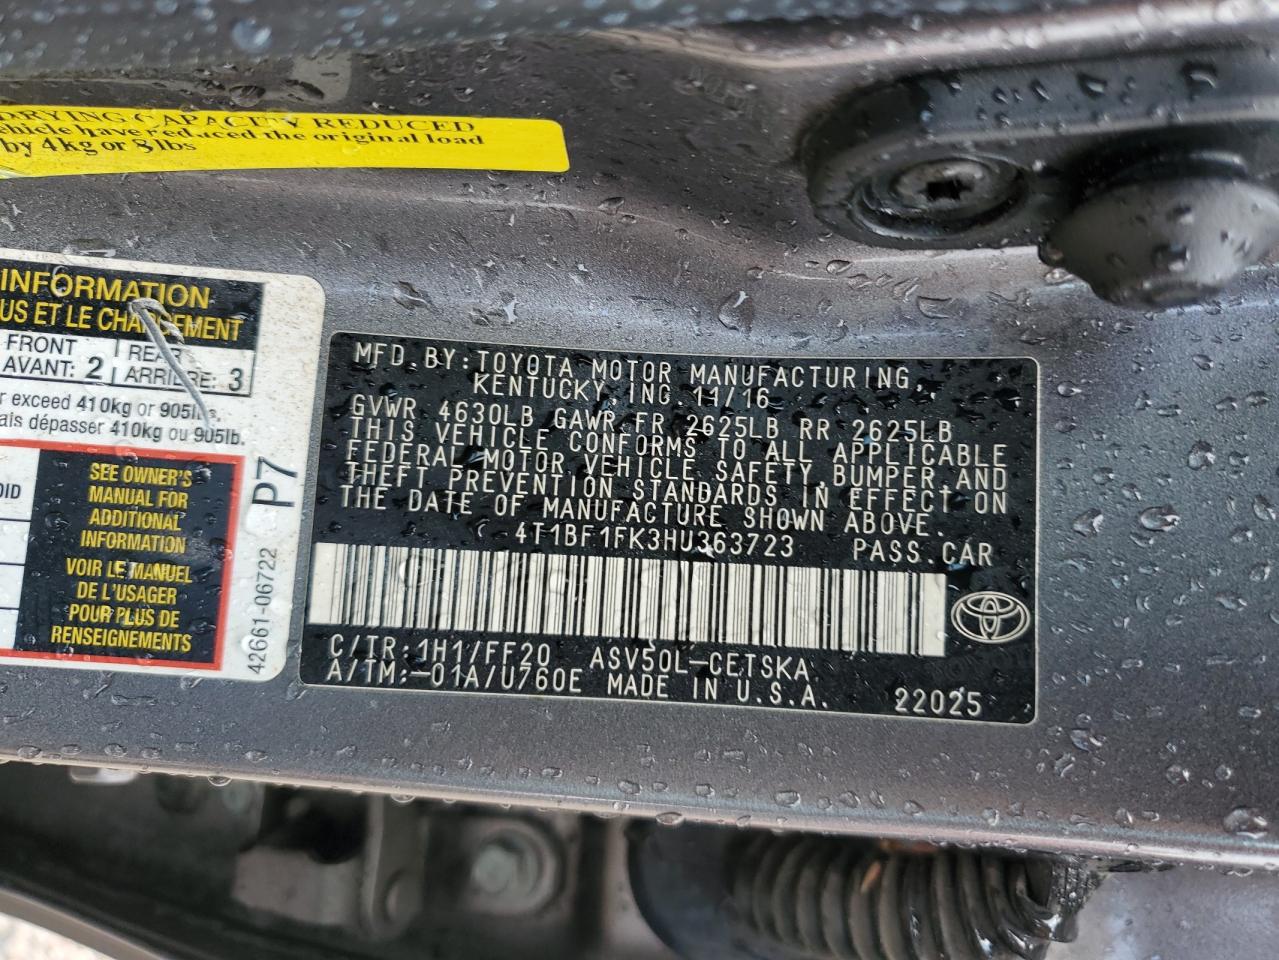 CARRYING CAPACITY REDUCED
vehicle have reduced the original load
by 4kg or 8lbs
INFORMATION
US ET LE CHARGEMENT
FRONT
AVANT: 2
REAR
ARRIÈRE: 3
r exceed 410kg or 905lbs.
ais dépasser 410kg ou 905lb.
SEE OWNER'S
MANUAL FOR
ADDITIONAL
INFORMATION
VOIR LE MANUEL
DE L'USAGER
POUR PLUS DE
RENSEIGNEMENTS
P7
42661-06722
MFD. BY: TOYOTA MOTOR MANUFACTURING,
KENTUCKY, INC. 11/16
GVWR 4630LB GAWR FR 2625LB RR 2625LB
THIS VEHICLE CONFORMS TO ALL APPLICABLE
FEDERAL MOTOR VEHICLE SAFETY, BUMPER, AND
THEFT PREVENTION STANDARDS IN EFFECT ON
THE DATE OF MANUFACTURE SHOWN ABOVE.
4T1BF1FK3HU363723 PASS. CAR
C/TR: 1H1/FF20 ASV50L-CETSKA
A/TM: -01A/U760E MADE IN U.S.A. 22025